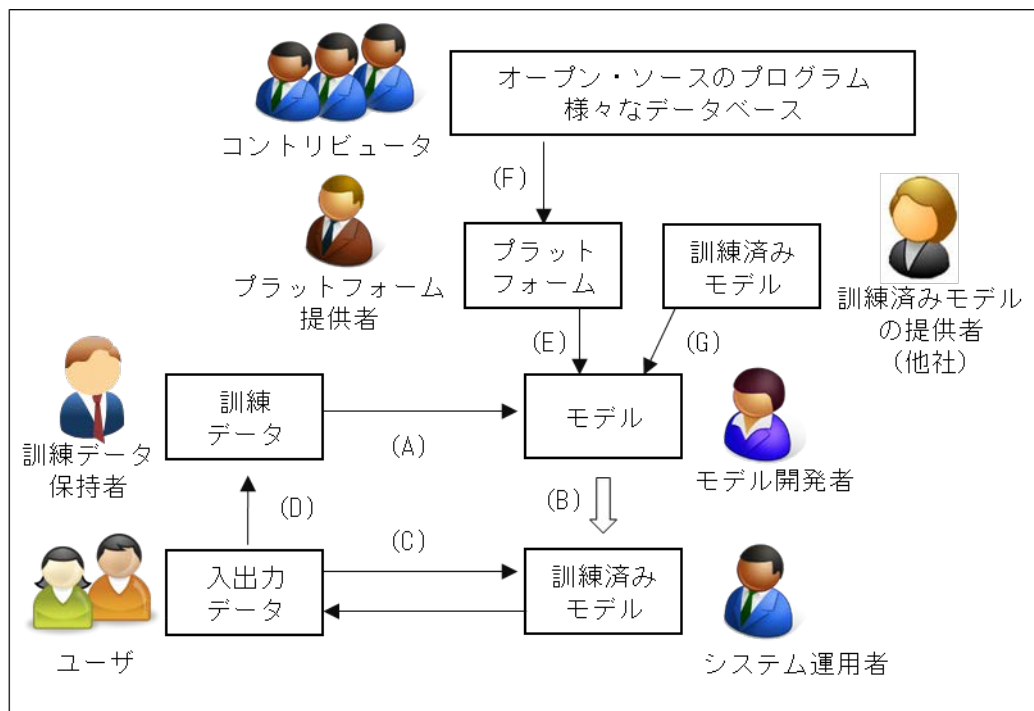 オープン・ソースのプログラム
様々なデータベース
コントリビュータ
(F)
プラット
フォーム
訓練済み
モデル
プラットフォーム
提供者
訓練済みモデル
の提供者
（他社）
(E)
(G)
訓練
データ
(A)
モデル
訓練データ
保持者
モデル開発者
(D)
(B)
(C)
入出力
データ
訓練済み
モデル
ユーザ
システム運用者